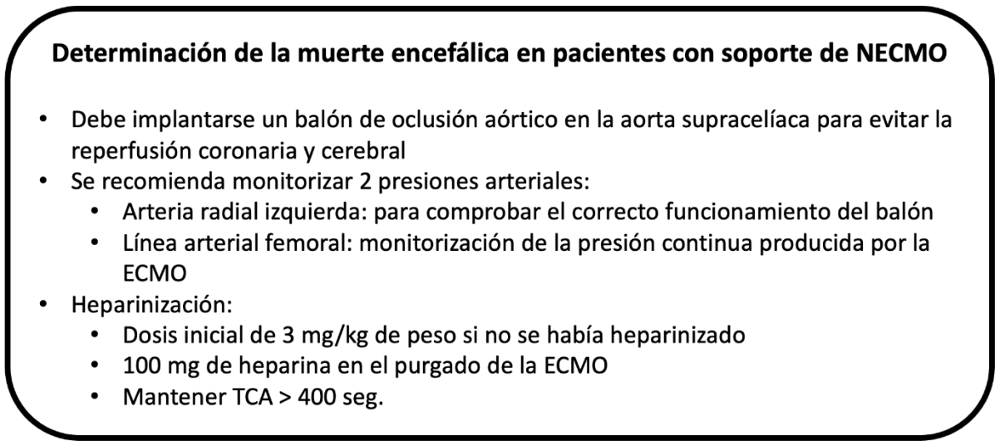 Determinación de la muerte encefálica en pacientes con soporte de NECMO
• Debe implantarse un balón de oclusión aórtico en la aorta supracelíaca para evitar la
reperfusión coronaria y cerebral
• Se recomienda monitorizar 2 presiones arteriales:
• Arteria radial izquierda: para comprobar el correcto funcionamiento del balón
• Línea arterial femoral: monitorización de la presión continua producida por la
ECMO
• Heparinización:
• Dosis inicial de 3 mg/kg de peso si no se había heparinizado
• 100 mg de heparina en el purgado de la ECMO
• Mantener TCA > 400 seg.